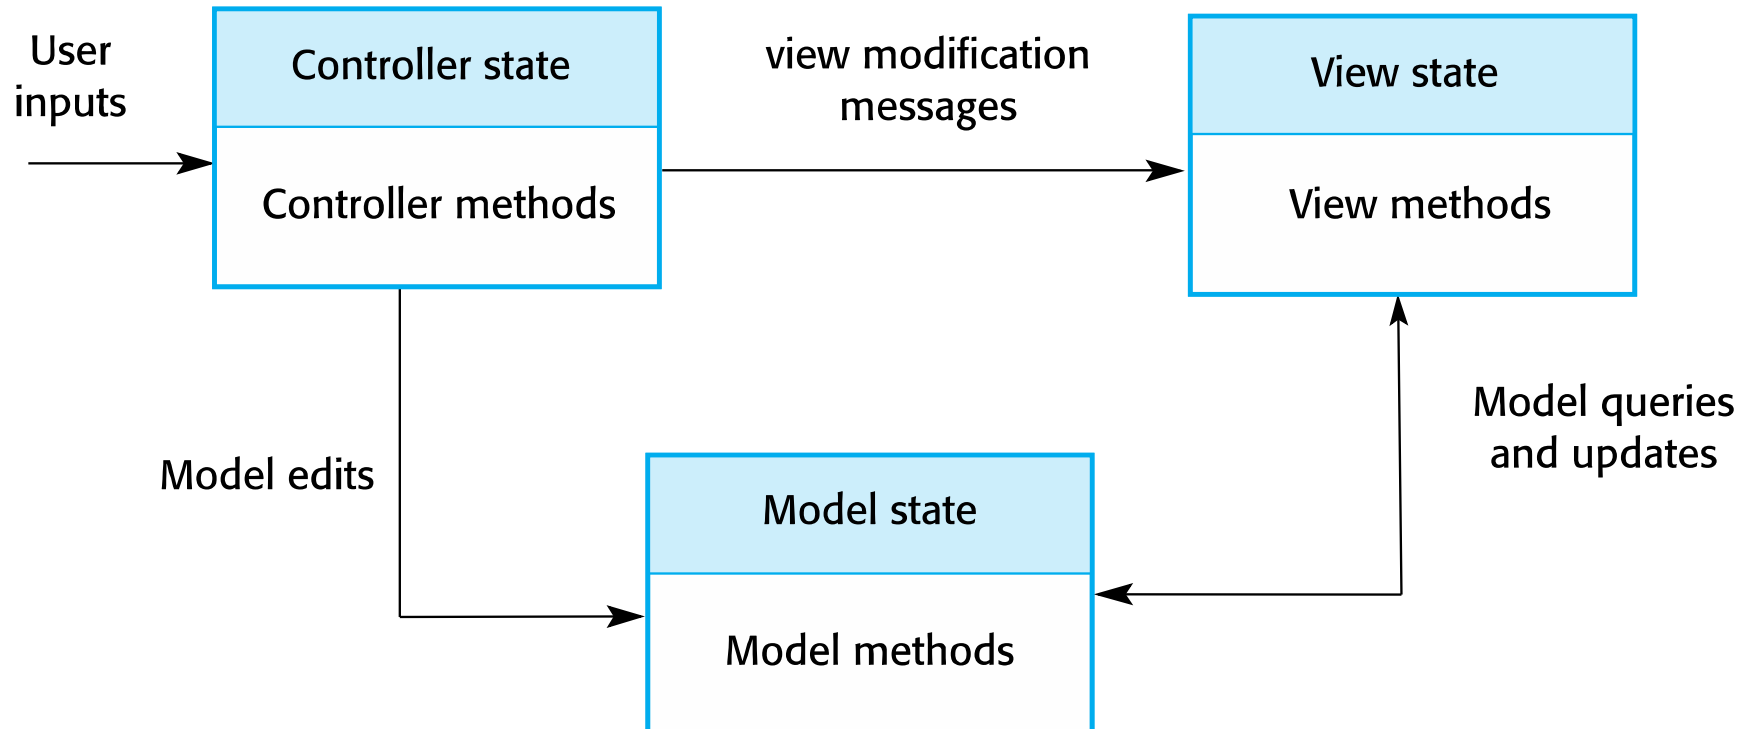 User
inputs
Controller state
Controller methods
view modification
messages
View state
View methods
Model edits
Model state
Model methods
Model queries
and updates